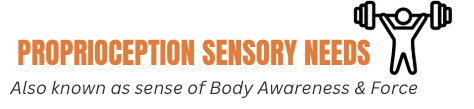 PROPRIOCEPTION SENSORY NEEDS
Also known as sense of Body Awareness & Force